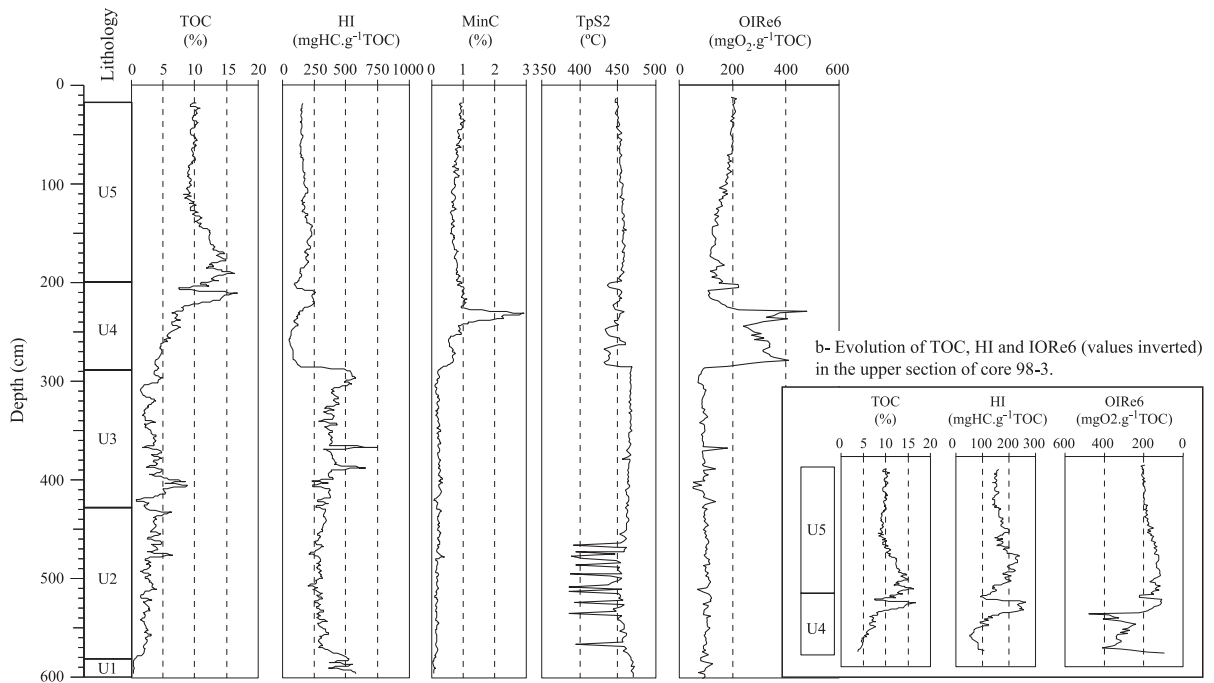 TOC
(%)
HI
(mgHC.g⁻¹TOC)
MinC
(%)
TpS2
(ºC)
OIRe6
(mgO₂.g⁻¹TOC)
Lithology
0 5 10 15 20
0 250 500 750 1000
0 1 2 3
350 400 450 500
0 200 400 600
Depth (cm)
0
100
200
300
400
500
600
U5
U4
U3
U2
U1
b- Evolution of TOC, HI and IORe6 (values inverted)
in the upper section of core 98-3.
TOC
(%)
HI
(mgHC.g⁻¹TOC)
OIRe6
(mgO2.g⁻¹TOC)
0 5 10 15 20
0 100 200 300
600 400 200 0
U5
U4